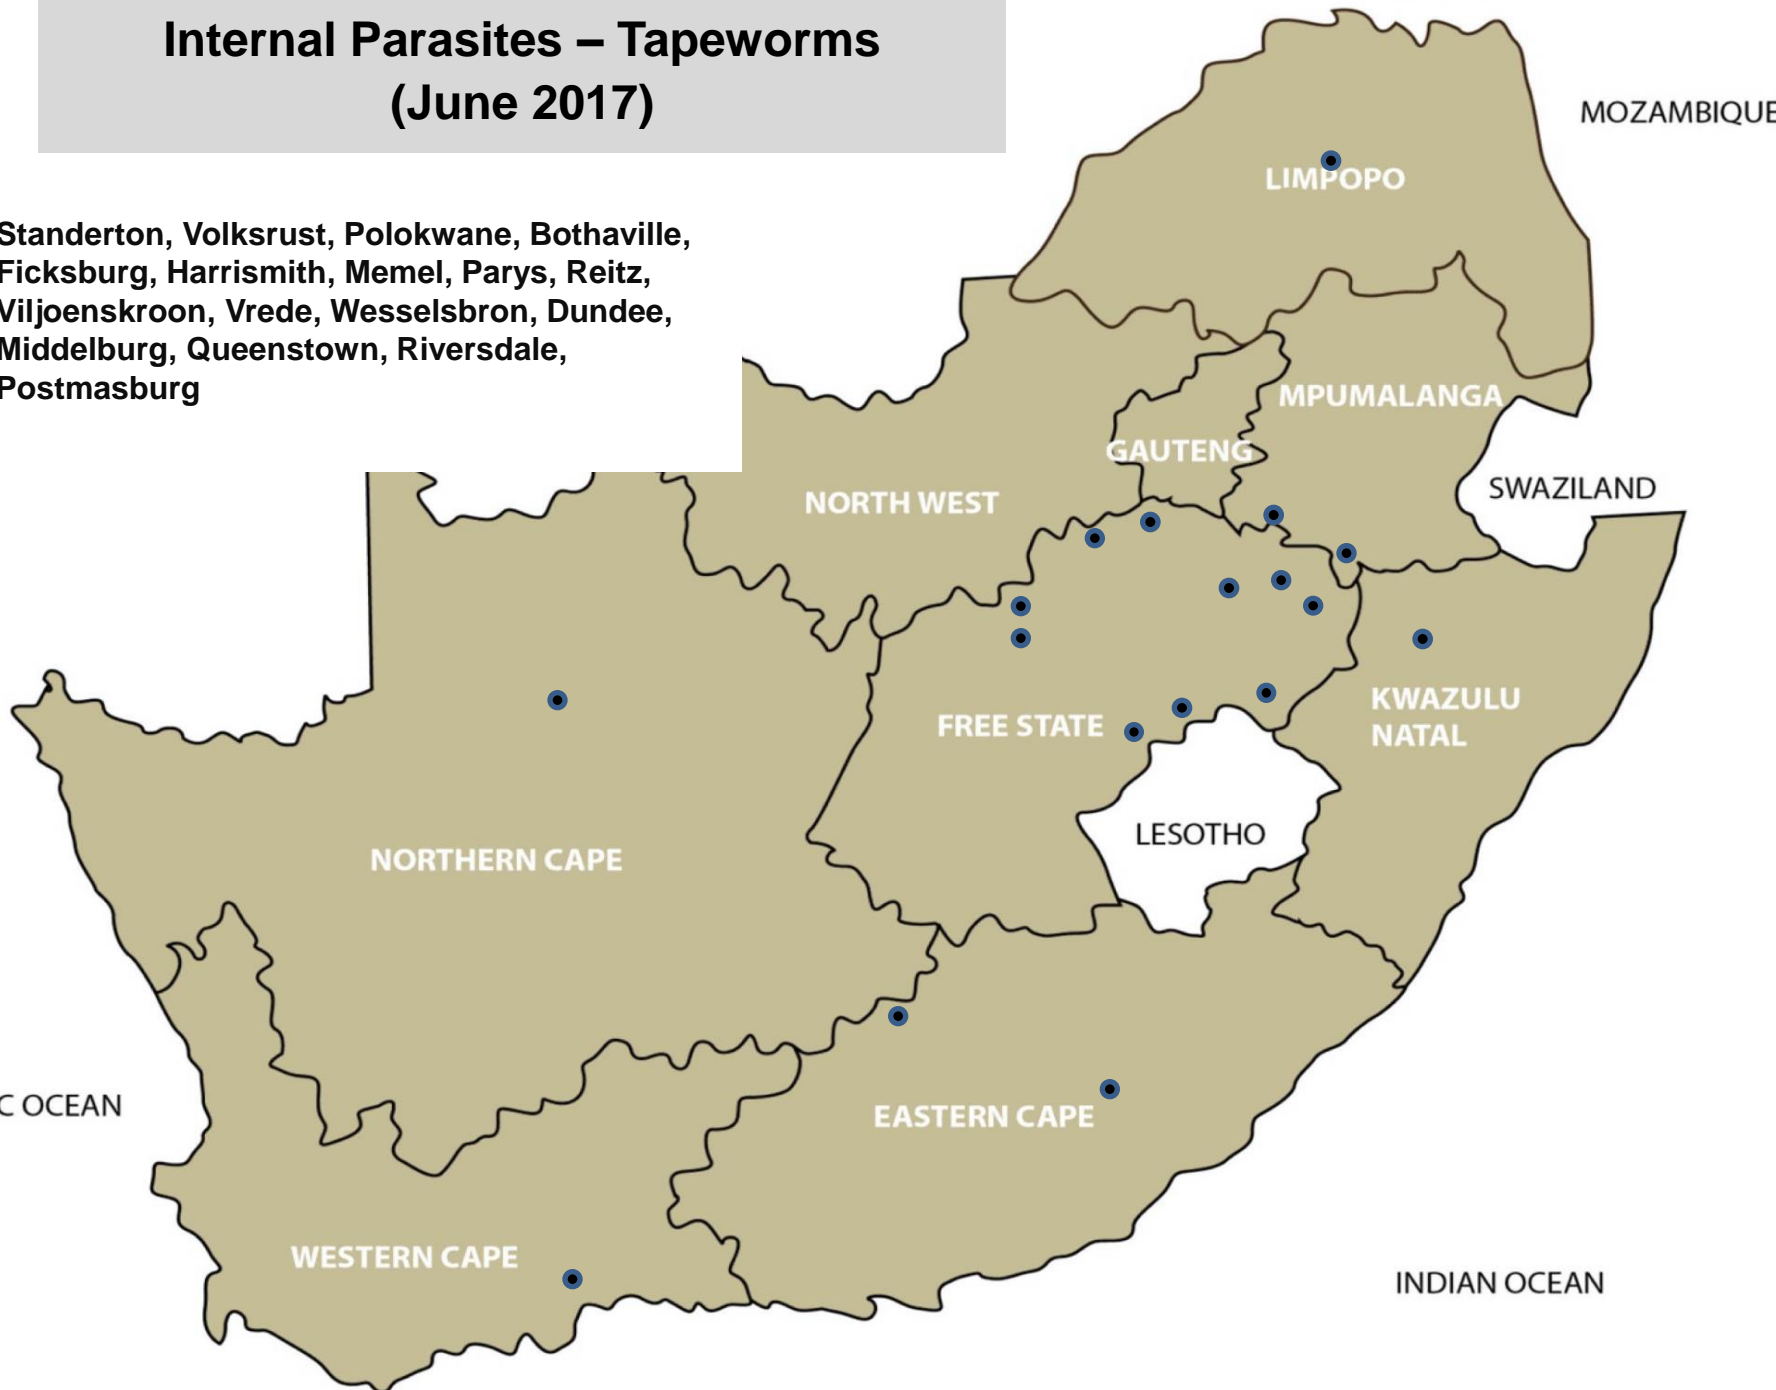 Internal Parasites – Tapeworms
(June 2017)
Standerton, Volksrust, Polokwane, Bothaville,
Ficksburg, Harrismith, Memel, Parys, Reitz,
Viljoenskroon, Vrede, Wesselsbron, Dundee,
Middelburg, Queenstown, Riversdale,
Postmasburg
MOZAMBIQUE
LIMPOPO
MPUMALANGA
GAUTENG
SWAZILAND
NORTH WEST
KWAZULU
NATAL
FREE STATE
LESOTHO
NORTHERN CAPE
C OCEAN
EASTERN CAPE
WESTERN CAPE
INDIAN OCEAN